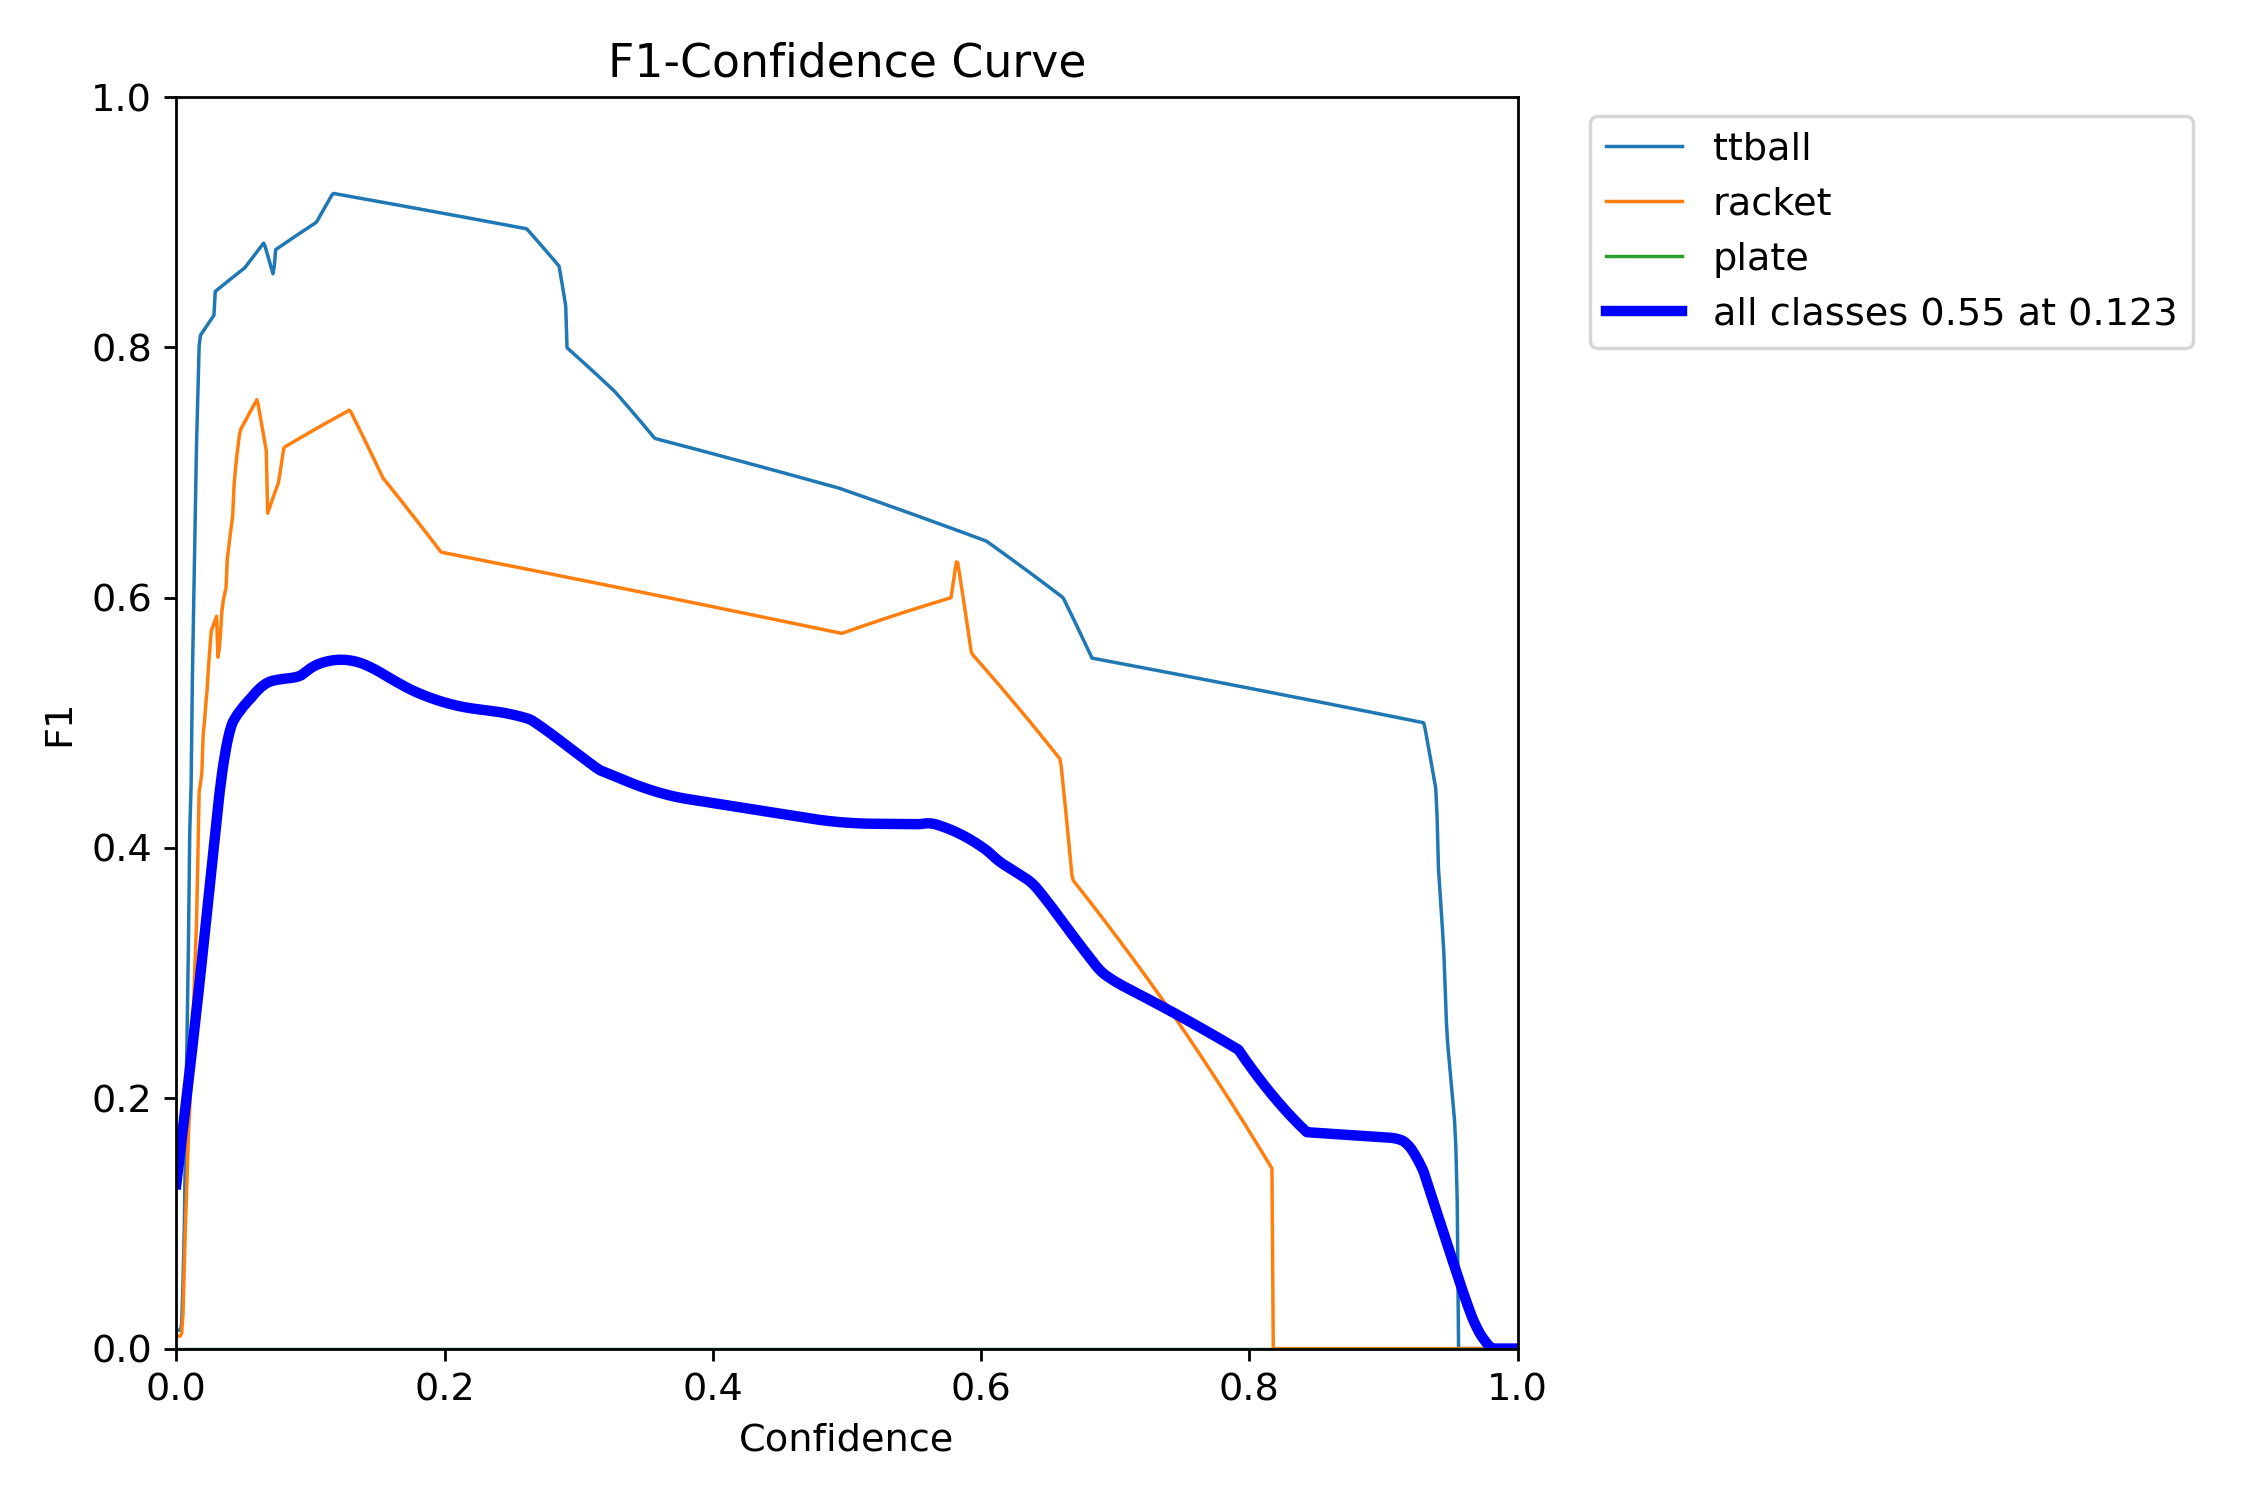 F1-Confidence Curve
1.0
0.8
0.6
0.4
0.2
0.0
F1
0.0 0.2 0.4 0.6 0.8 1.0
Confidence
ttball
racket
plate
all classes 0.55 at 0.123